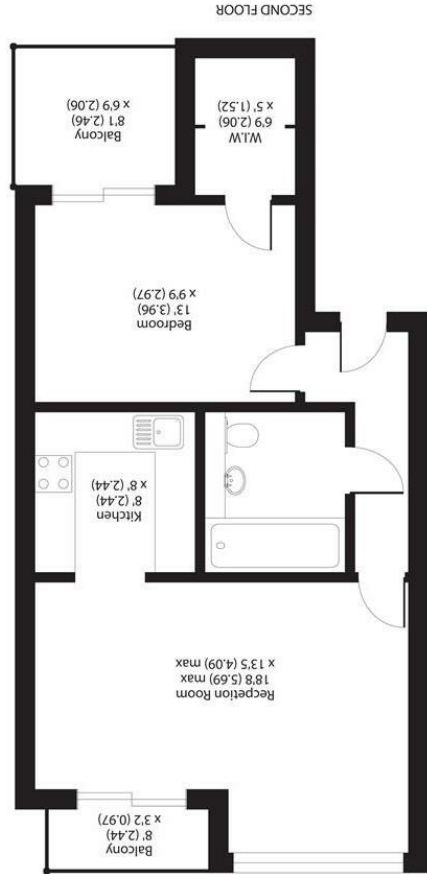 Balcony
8' (2.44)
x 3'2 (0.97)
Recpetion Room
18'8 (5.69) max
x 13'5 (4.09) max
Kitchen
8' (2.44)
x 8' (2.44)
Bedroom
13' (3.96)
x 9'9 (2.97)
W.I.W
6'9 (2.06)
x 5' (1.52)
Balcony
8'1 (2.46)
x 6'9 (2.06)
SECOND FLOOR